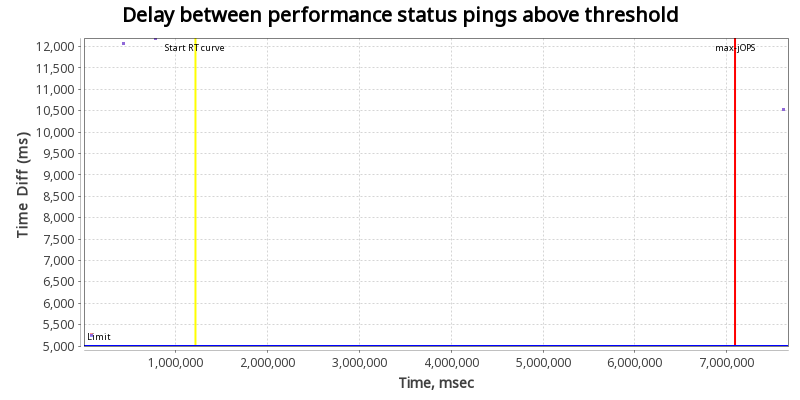 Delay between performance status pings above threshold
Time Diff (ms)
12,000
11,500
11,000
10,500
10,000
9,500
9,000
8,500
8,000
7,500
7,000
6,500
6,000
5,500
5,000
Start RT curve
max-jOPS
Limit
1,000,000 2,000,000 3,000,000 4,000,000 5,000,000 6,000,000 7,000,000
Time, msec